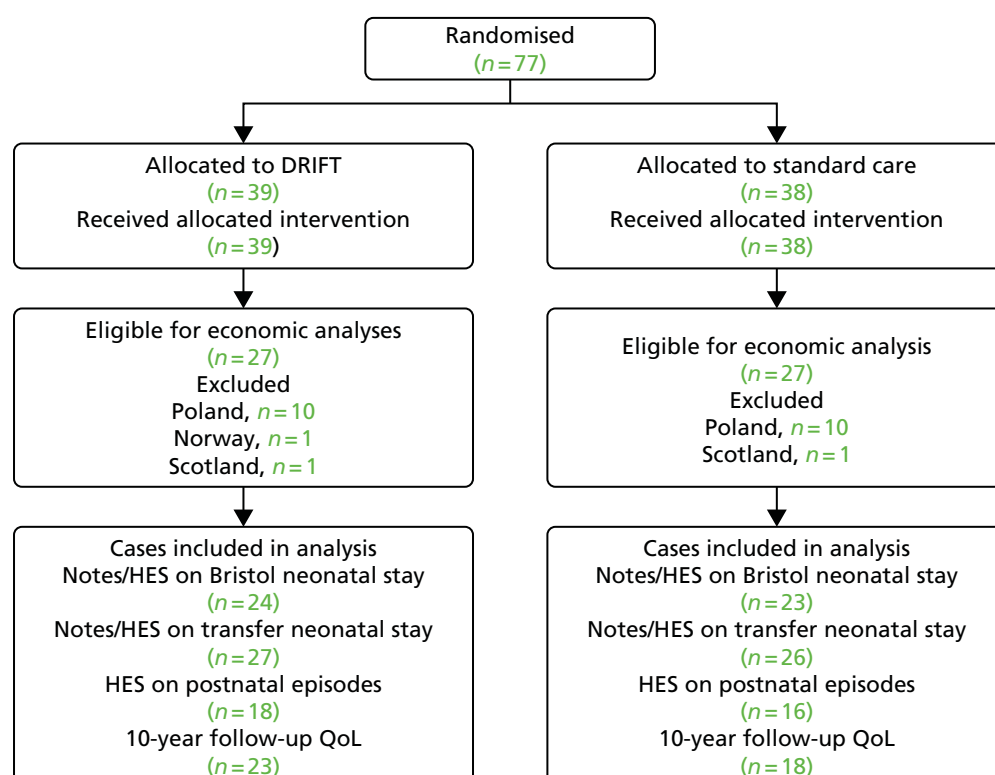 Randomised
(n=77)
Allocated to DRIFT
(n=39)
Received allocated intervention
(n=39)
Allocated to standard care
(n=38)
Received allocated intervention
(n=38)
Eligible for economic analyses
(n=27)
Excluded
Poland, n=10
Norway, n=1
Scotland, n=1
Eligible for economic analysis
(n=27)
Excluded
Poland, n=10
Scotland, n=1
Cases included in analysis
Notes/HES on Bristol neonatal stay
(n=24)
Notes/HES on transfer neonatal stay
(n=27)
HES on postnatal episodes
(n=18)
10-year follow-up QoL
(n=23)
Cases included in analysis
Notes/HES on Bristol neonatal stay
(n=23)
Notes/HES on transfer neonatal stay
(n=26)
HES on postnatal episodes
(n=16)
10-year follow-up QoL
(n=18)